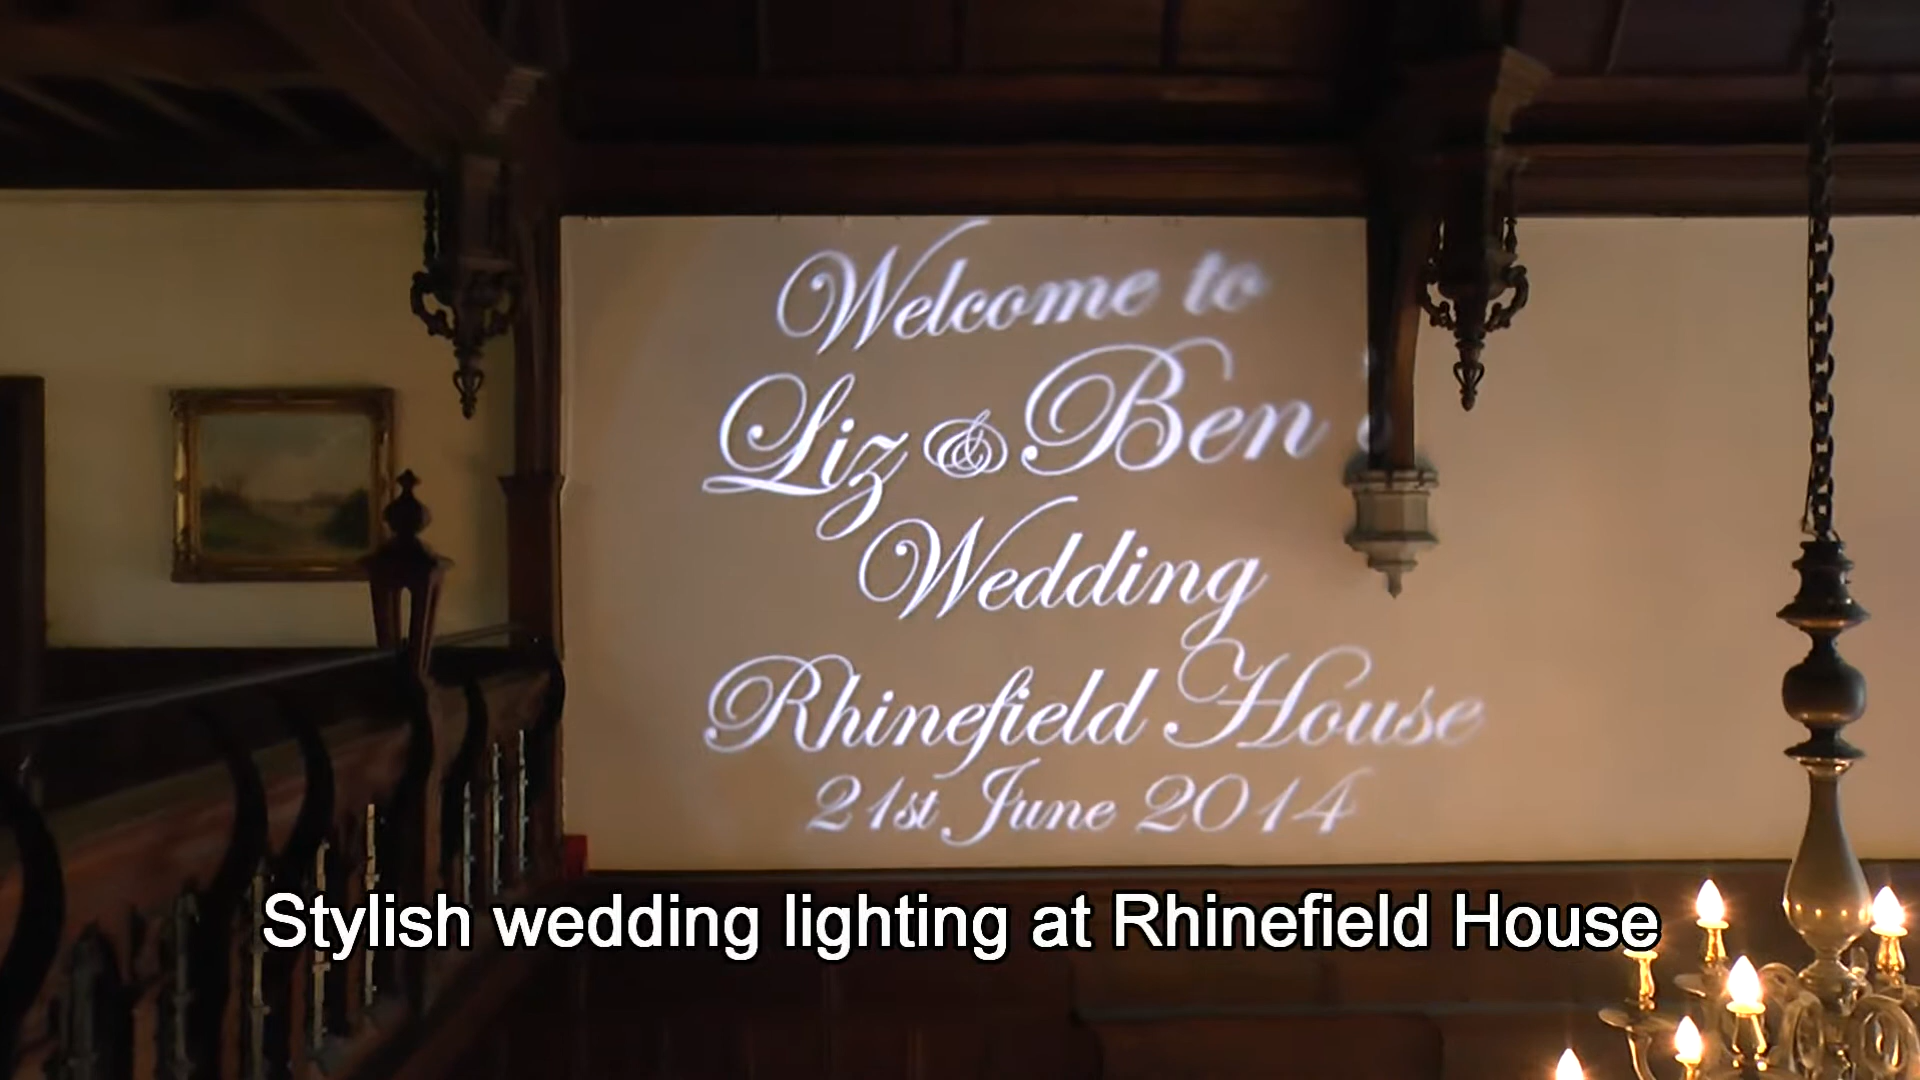 Welcome to
Liz & Ben
Wedding
Rhinefield House
21st June 2014
Stylish wedding lighting at Rhinefield House